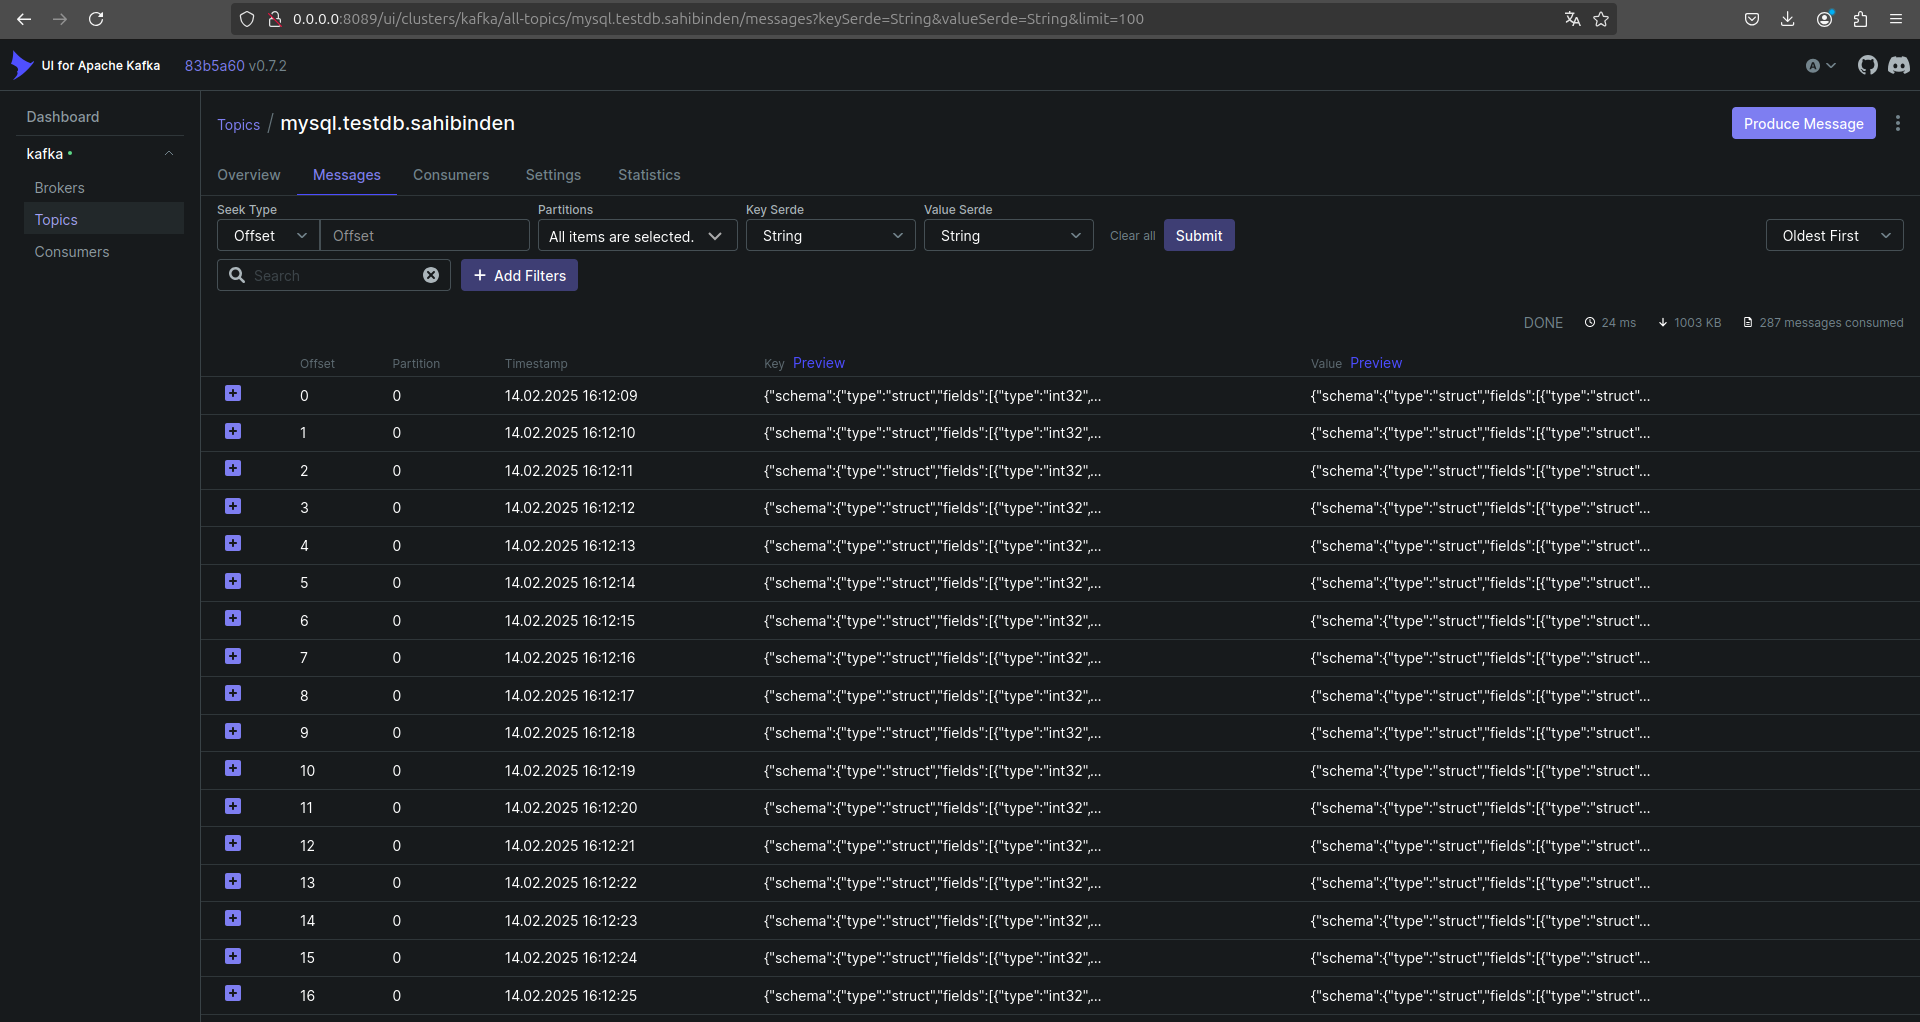 0.0.0.0:8089/ui/clusters/kafka/all-topics/mysql.testdb.sahibinden/messages?keySerde=String&valueSerde=String&limit=100
UI for Apache Kafka 83b5a60 v0.7.2
A
Dashboard
kafka
Brokers
Topics
Consumers
Topics / mysql.testdb.sahibinden
Produce Message
Overview Messages Consumers Settings Statistics
Seek Type Partitions Key Serde Value Serde
Offset Offset All items are selected. String String Clear all Submit Oldest First
Search + Add Filters
DONE 24 ms 1003 KB 287 messages consumed
Offset Partition Timestamp Key Preview Value Preview
0 0 14.02.2025 16:12:09 {"schema":{"type":"struct","fields":[{"type":"int32",... {"schema":{"type":"struct","fields":[{"type":"struct"...
1 0 14.02.2025 16:12:10 {"schema":{"type":"struct","fields":[{"type":"int32",... {"schema":{"type":"struct","fields":[{"type":"struct"...
2 0 14.02.2025 16:12:11 {"schema":{"type":"struct","fields":[{"type":"int32",... {"schema":{"type":"struct","fields":[{"type":"struct"...
3 0 14.02.2025 16:12:12 {"schema":{"type":"struct","fields":[{"type":"int32",... {"schema":{"type":"struct","fields":[{"type":"struct"...
4 0 14.02.2025 16:12:13 {"schema":{"type":"struct","fields":[{"type":"int32",... {"schema":{"type":"struct","fields":[{"type":"struct"...
5 0 14.02.2025 16:12:14 {"schema":{"type":"struct","fields":[{"type":"int32",... {"schema":{"type":"struct","fields":[{"type":"struct"...
6 0 14.02.2025 16:12:15 {"schema":{"type":"struct","fields":[{"type":"int32",... {"schema":{"type":"struct","fields":[{"type":"struct"...
7 0 14.02.2025 16:12:16 {"schema":{"type":"struct","fields":[{"type":"int32",... {"schema":{"type":"struct","fields":[{"type":"struct"...
8 0 14.02.2025 16:12:17 {"schema":{"type":"struct","fields":[{"type":"int32",... {"schema":{"type":"struct","fields":[{"type":"struct"...
9 0 14.02.2025 16:12:18 {"schema":{"type":"struct","fields":[{"type":"int32",... {"schema":{"type":"struct","fields":[{"type":"struct"...
10 0 14.02.2025 16:12:19 {"schema":{"type":"struct","fields":[{"type":"int32",... {"schema":{"type":"struct","fields":[{"type":"struct"...
11 0 14.02.2025 16:12:20 {"schema":{"type":"struct","fields":[{"type":"int32",... {"schema":{"type":"struct","fields":[{"type":"struct"...
12 0 14.02.2025 16:12:21 {"schema":{"type":"struct","fields":[{"type":"int32",... {"schema":{"type":"struct","fields":[{"type":"struct"...
13 0 14.02.2025 16:12:22 {"schema":{"type":"struct","fields":[{"type":"int32",... {"schema":{"type":"struct","fields":[{"type":"struct"...
14 0 14.02.2025 16:12:23 {"schema":{"type":"struct","fields":[{"type":"int32",... {"schema":{"type":"struct","fields":[{"type":"struct"...
15 0 14.02.2025 16:12:24 {"schema":{"type":"struct","fields":[{"type":"int32",... {"schema":{"type":"struct","fields":[{"type":"struct"...
16 0 14.02.2025 16:12:25 {"schema":{"type":"struct","fields":[{"type":"int32",... {"schema":{"type":"struct","fields":[{"type":"struct"...